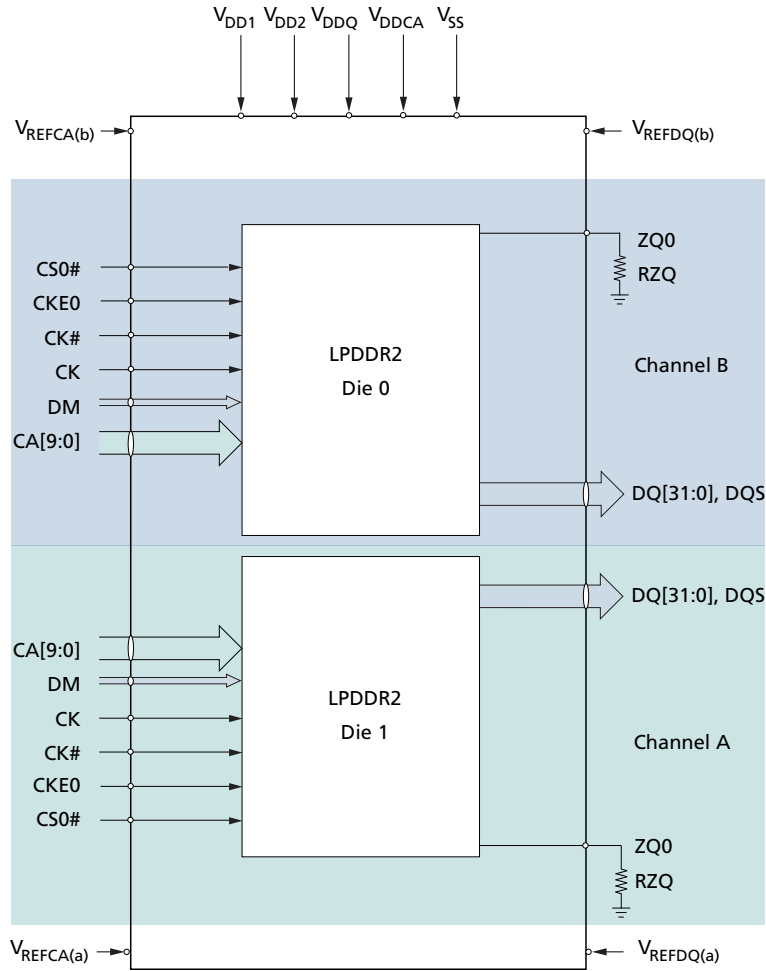 VDD1 VDD2 VDDQ VDDCA VSS
VREFCA(b)
VREFDQ(b)
CS0#
CKE0
CK#
CK
DM
CA[9:0]
LPDDR2
Die 0
ZQ0
RZQ
Channel B
DQ[31:0], DQS
CA[9:0]
DM
CK
CK#
CKE0
CS0#
LPDDR2
Die 1
DQ[31:0], DQS
Channel A
ZQ0
RZQ
VREFCA(a)
VREFDQ(a)